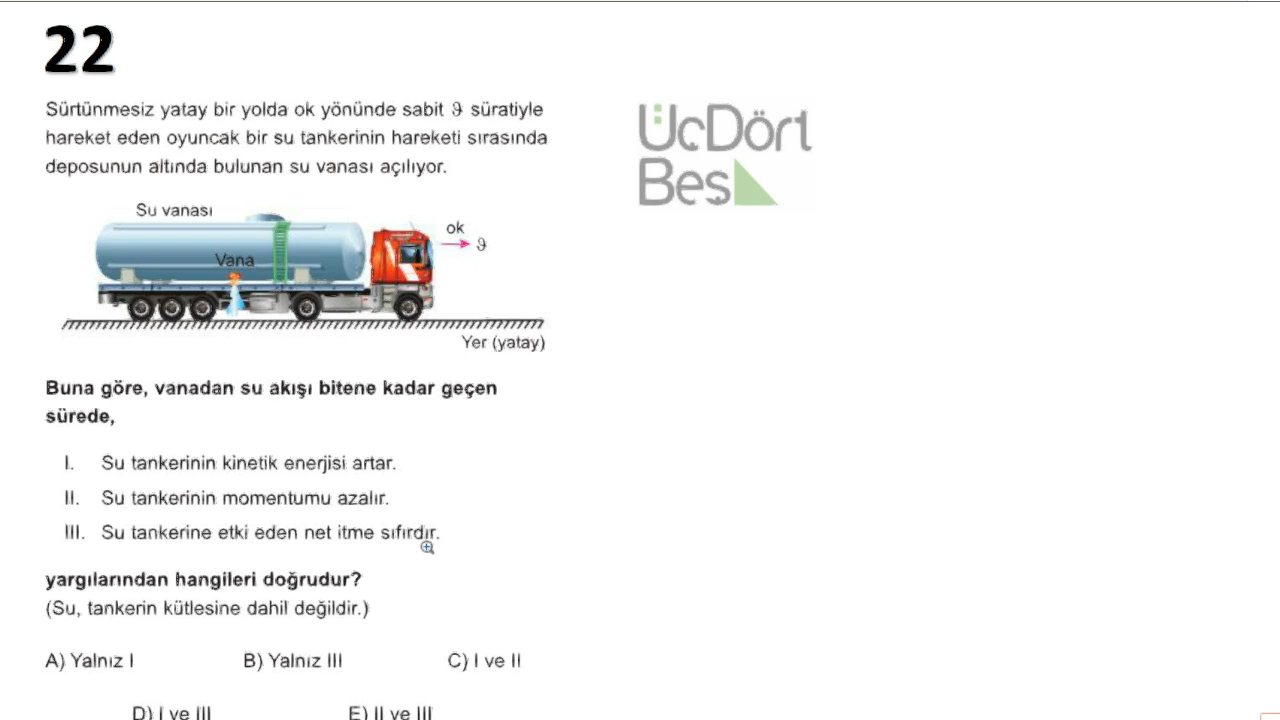 22
Sürtünmesiz yatay bir yolda ok yönünde sabit ϑ süratiyle
hareket eden oyuncak bir su tankerinin hareketi sırasında
deposunun altında bulunan su vanası açılıyor.
ÜçDört
Beş
Su vanası
ok
ϑ
Vana
Yer (yatay)
Buna göre, vanadan su akışı bitene kadar geçen
sürede,
I. Su tankerinin kinetik enerjisi artar.
II. Su tankerinin momentumu azalır.
III. Su tankerine etki eden net itme sıfırdır.
yargılarından hangileri doğrudur?
(Su, tankerin kütlesine dahil değildir.)
A) Yalnız I B) Yalnız III C) I ve II
D) I ve III E) II ve III